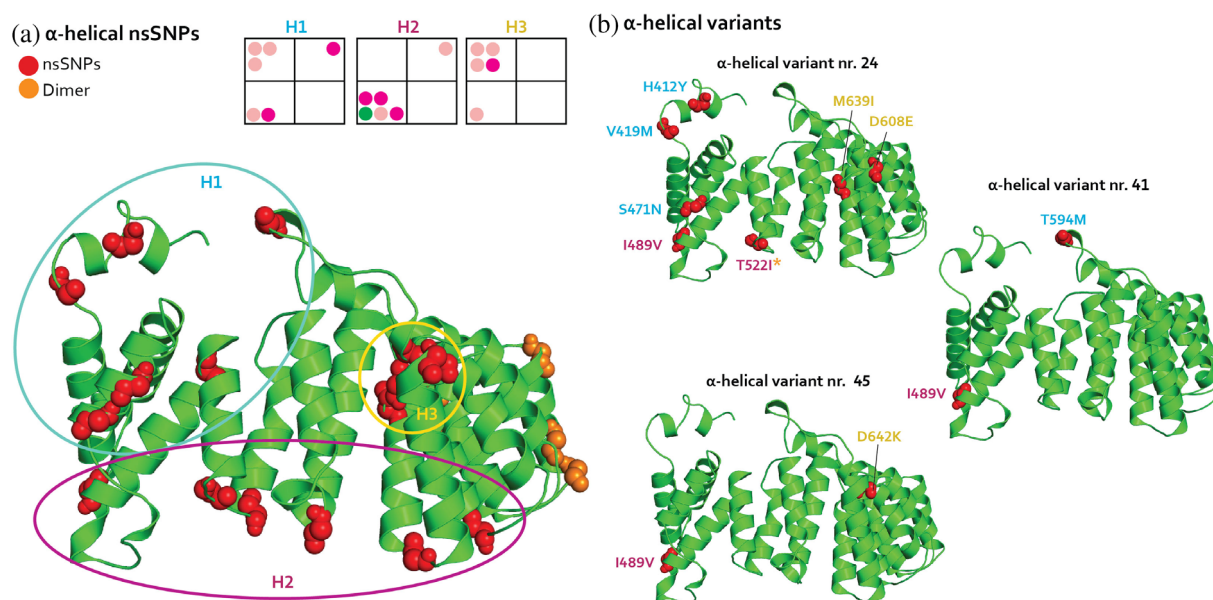 (a) α-helical nsSNPs
nsSNPs
Dimer
H1 H2 H3
H1
H3
H2
(b) α-helical variants
α-helical variant nr. 24
H412Y
M639I
D608E
V419M
S471N
I489V
T522I*
α-helical variant nr. 41
T594M
I489V
α-helical variant nr. 45
D642K
I489V